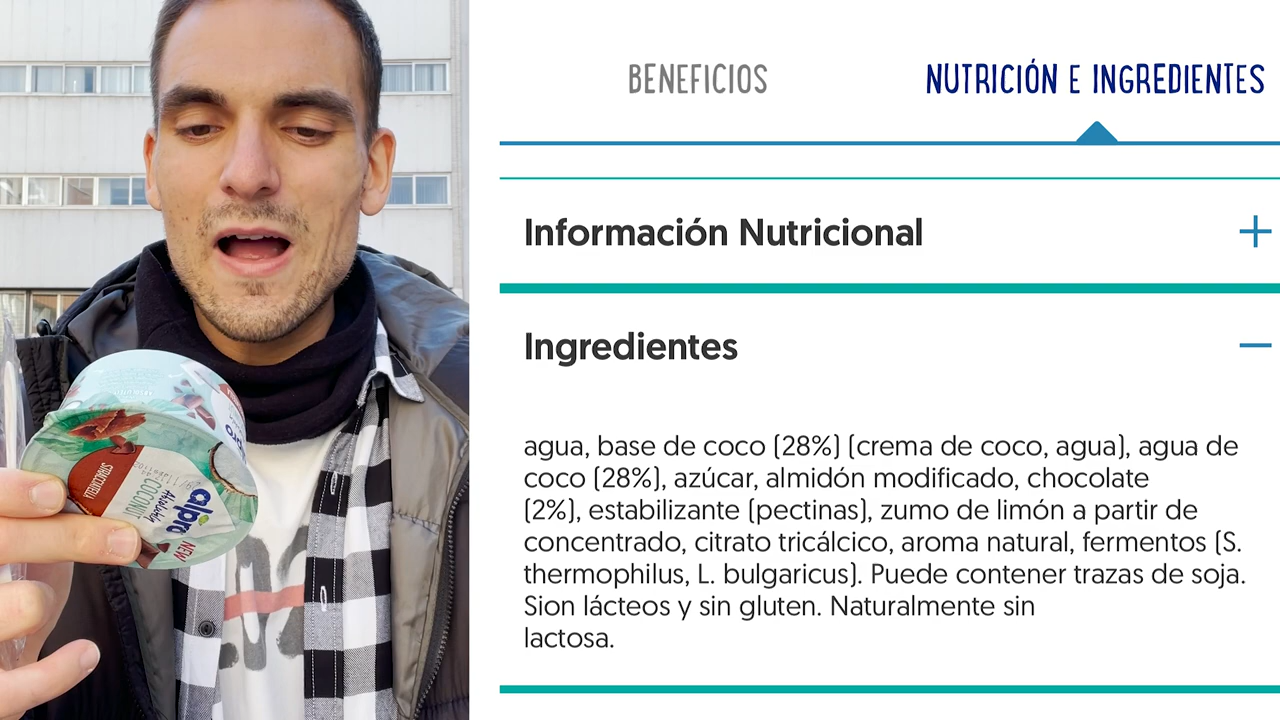 BENEFICIOS
NUTRICIÓN E INGREDIENTES
Información Nutricional
Ingredientes
agua, base de coco (28%) (crema de coco, agua), agua de
coco (28%), azúcar, almidón modificado, chocolate
(2%), estabilizante (pectinas), zumo de limón a partir de
concentrado, citrato tricálcico, aroma natural, fermentos (S.
thermophilus, L. bulgaricus). Puede contener trazas de soja.
Sion lácteos y sin gluten. Naturalmente sin
lactosa.
STRACCIATELLA
COCONUT
Absolutely
alpro
NEW